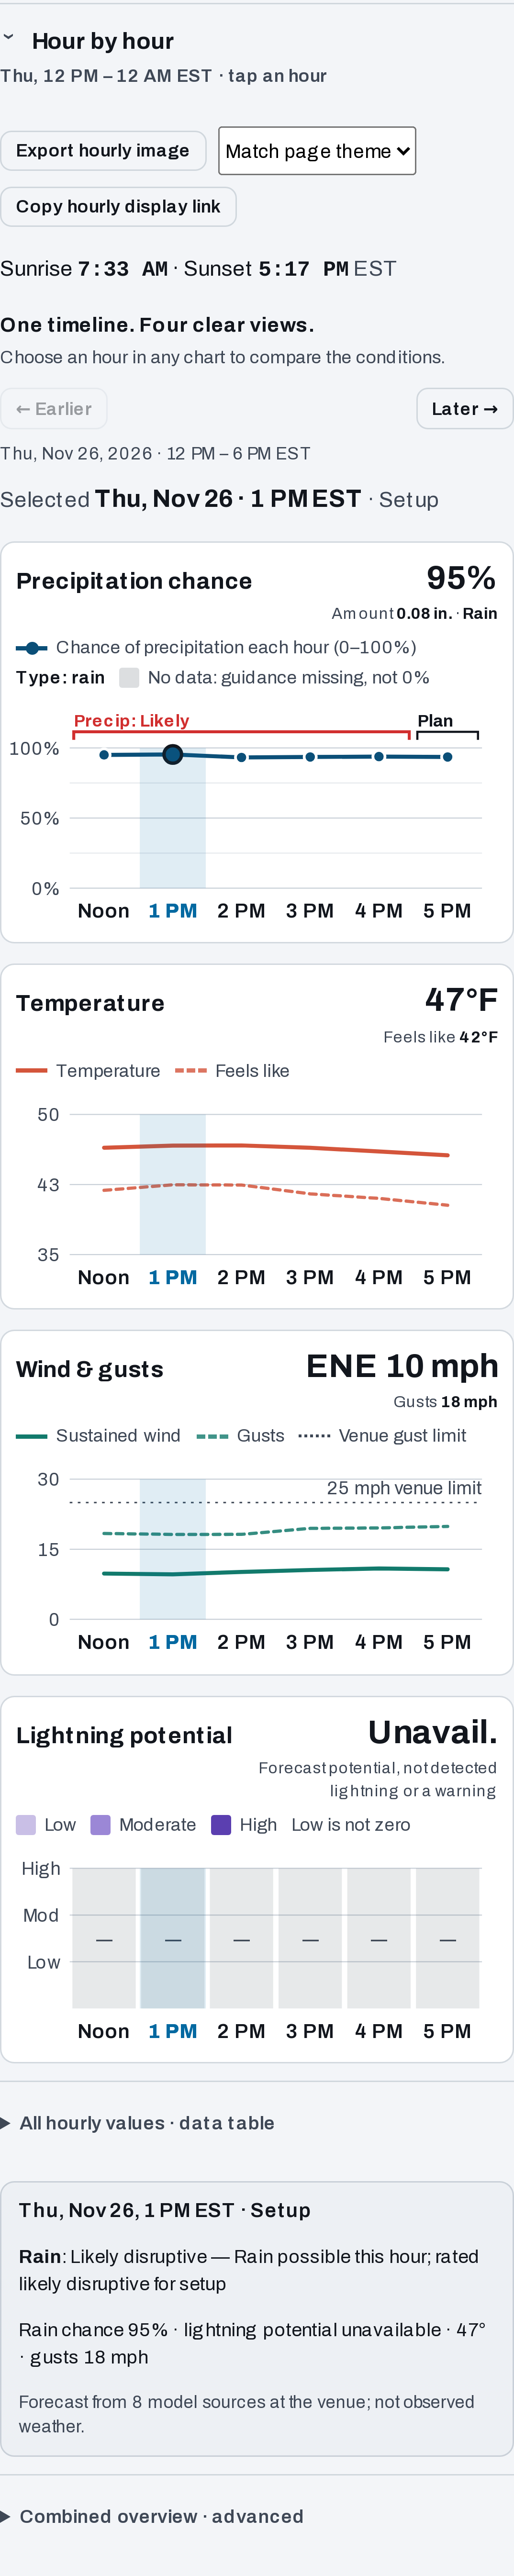 Hour by hour
Thu, 12 PM – 12 AM EST · tap an hour
Export hourly image
Match page theme
Copy hourly display link
Sunrise 7:33 AM · Sunset 5:17 PM EST
One timeline. Four clear views.
Choose an hour in any chart to compare the conditions.
← Earlier
Later →
Thu, Nov 26, 2026 · 12 PM – 6 PM EST
Selected Thu, Nov 26 · 1 PM EST · Setup
Precipitation chance
95%
Amount 0.08 in. · Rain
Chance of precipitation each hour (0–100%)
Type: rain
No data: guidance missing, not 0%
Precip: Likely
Plan
100%
50%
0%
Noon 1 PM 2 PM 3 PM 4 PM 5 PM
Temperature
47°F
Feels like 42°F
Temperature
Feels like
50
43
35
Noon 1 PM 2 PM 3 PM 4 PM 5 PM
Wind & gusts
ENE 10 mph
Gusts 18 mph
Sustained wind
Gusts
Venue gust limit
30
25 mph venue limit
15
0
Noon 1 PM 2 PM 3 PM 4 PM 5 PM
Lightning potential
Unavail.
Forecast potential, not detected
lightning or a warning
Low
Moderate
High
Low is not zero
High
Mod
— — — — — —
Low
Noon 1 PM 2 PM 3 PM 4 PM 5 PM
All hourly values · data table
Thu, Nov 26, 1 PM EST · Setup
Rain: Likely disruptive — Rain possible this hour; rated
likely disruptive for setup
Rain chance 95% · lightning potential unavailable · 47°
· gusts 18 mph
Forecast from 8 model sources at the venue; not observed
weather.
Combined overview · advanced